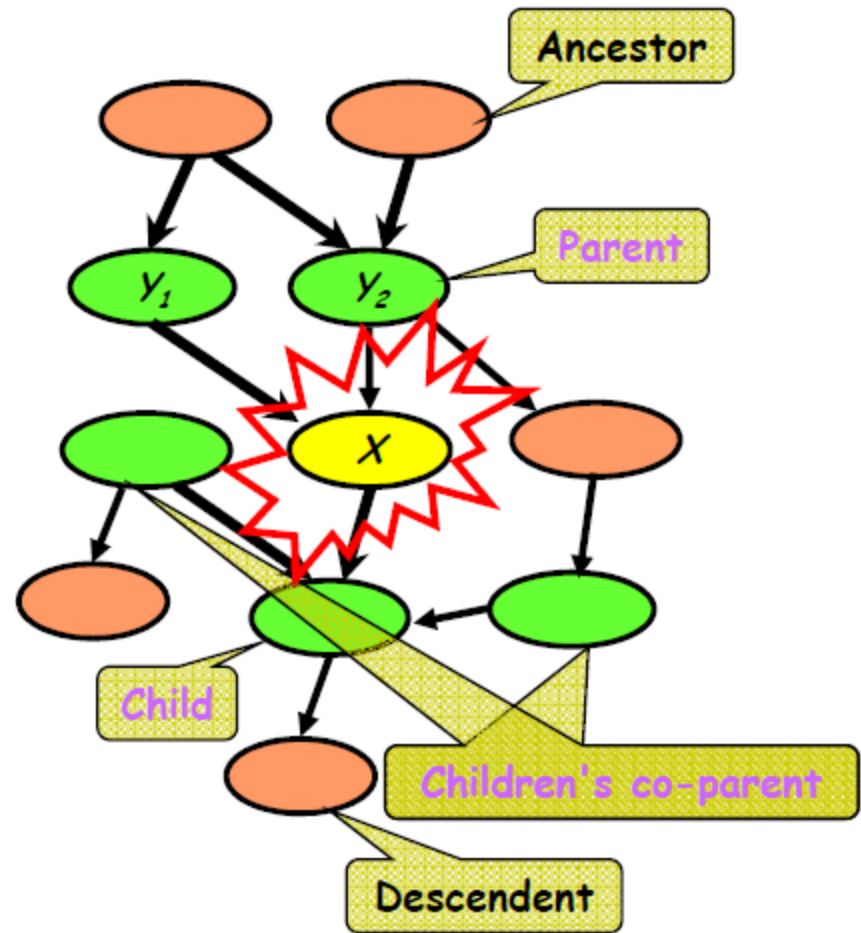 Ancestor
Parent
Y₁
Y₂
X
Child
Children's co-parent
Descendent